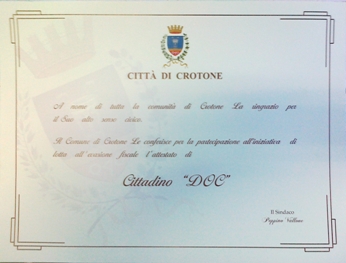 CITTÀ DI CROTONE
A nome di tutta la comunità di Crotone La ringrazio per
il Suo alto senso civico.
Il Comune di Crotone Le conferisce per la partecipazione all'iniziativa di
lotta all'evasione fiscale l'attestato di
Cittadino "DOC"
Il Sindaco